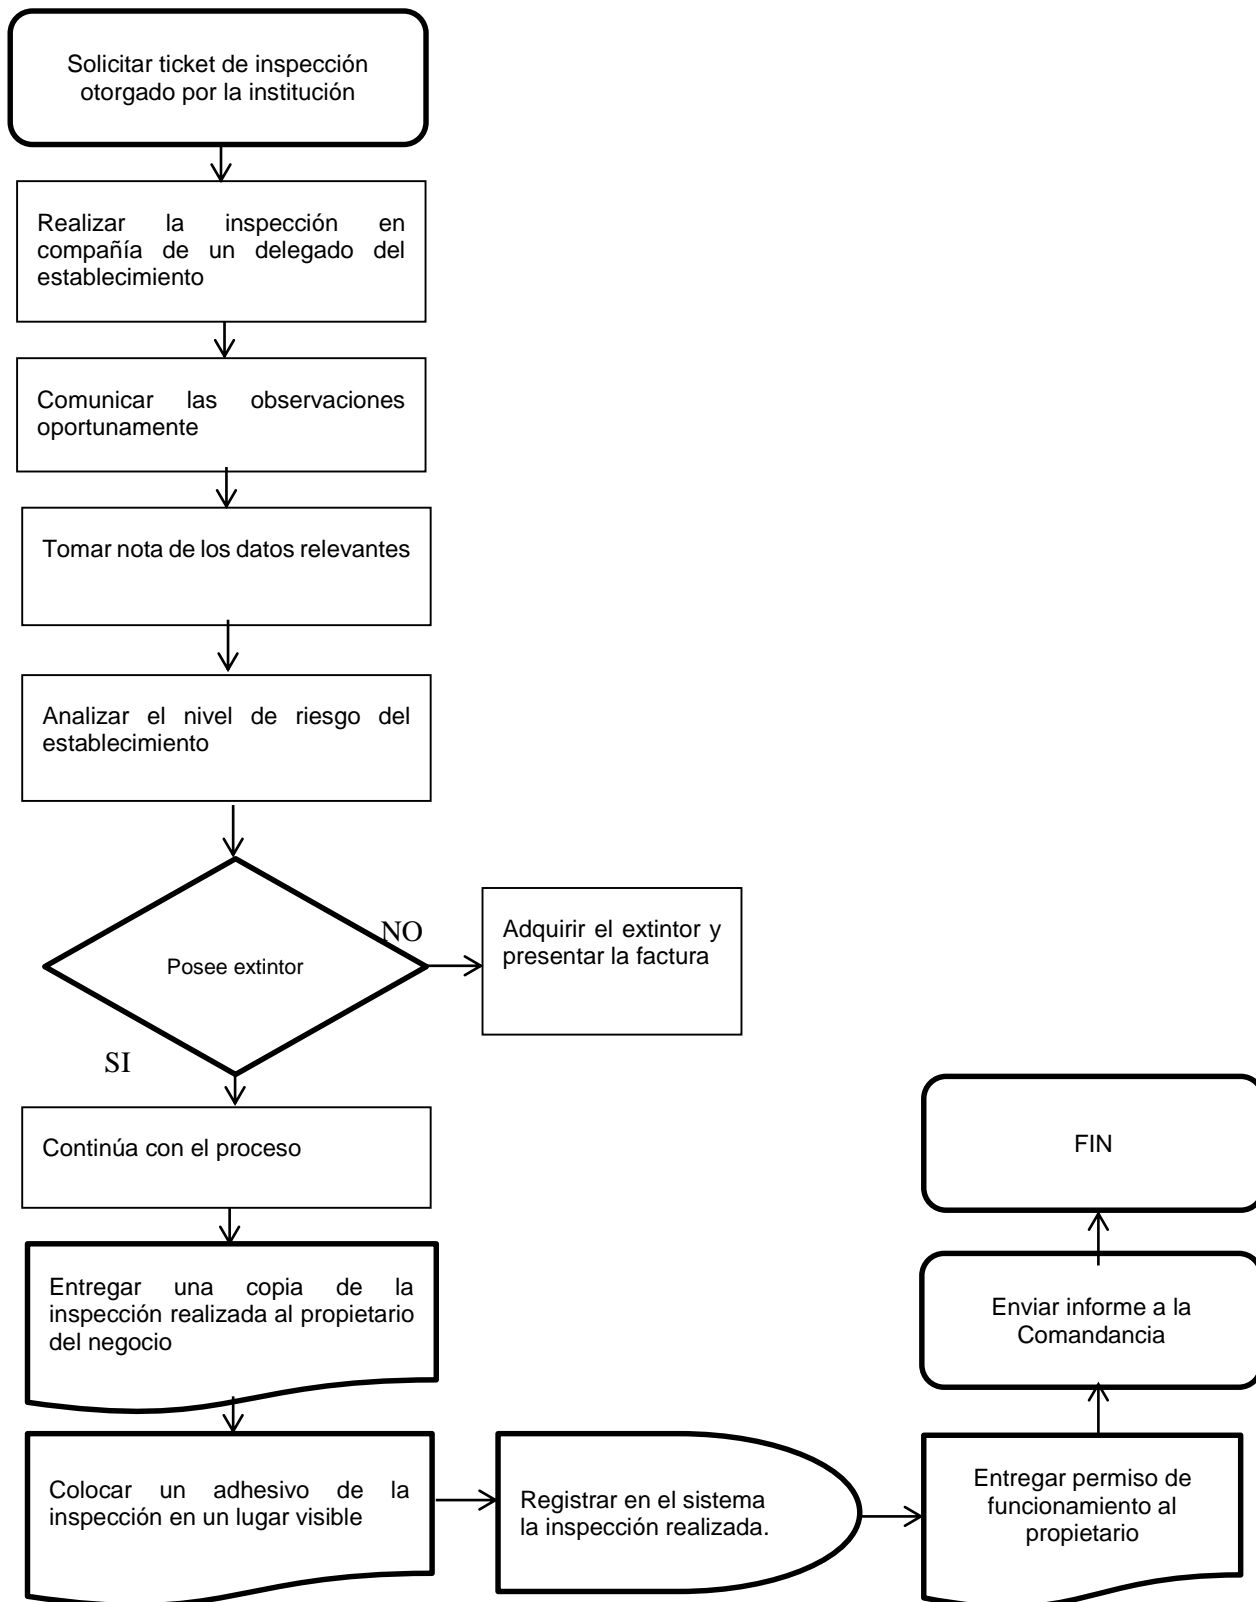 Solicitar ticket de inspección
otorgado por la institución
Realizar la inspección en
compañía de un delegado del
establecimiento
Comunicar las observaciones
oportunamente
Tomar nota de los datos relevantes
Analizar el nivel de riesgo del
establecimiento
Posee extintor
NO
Adquirir el extintor y
presentar la factura
SI
Continúa con el proceso
Entregar una copia de la
inspección realizada al propietario
del negocio
Colocar un adhesivo de la
inspección en un lugar visible
Registrar en el sistema
la inspección realizada.
Entregar permiso de
funcionamiento al
propietario
Enviar informe a la
Comandancia
FIN